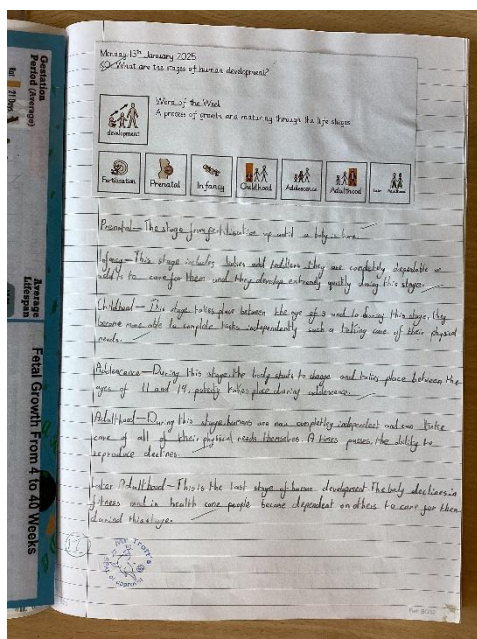 Monday 13th January 2025
SQ: What are the stages of human development?
Word of the Week
A process of growth and maturing through the life stages
development
Fertilisation
Prenatal
Infancy
Childhood
Adolescence
Adulthood
Later Adulthood
Prenatal – The stage from fertilisation up until a baby is born.
Infancy – This stage includes babies and toddlers. They are completely dependable on
adults to care for them and they develop extremely quickly during this stage.
Childhood – This stage takes place between the age of 3 and 10 during this stage, they
become more able to complete tasks independently such a taking care of their physical
needs.
Adolescence – During this stage, the body starts to change and takes place between the
ages of 11 and 19, puberty takes place during adolescence.
Adulthood – During this stage, humans are now completely independent and can take
care of all of their physical needs themselves. A times passes, the ability to
reproduce declines.
Later Adulthood – This is the last stage of human development. The body declines in
fitness and in health care people become dependent on others to care for them
during this stage.
Gestation
Period (Average)
Rat
21 Days
Average
Lifespan
Fetal Growth From 4 to
40 Weeks